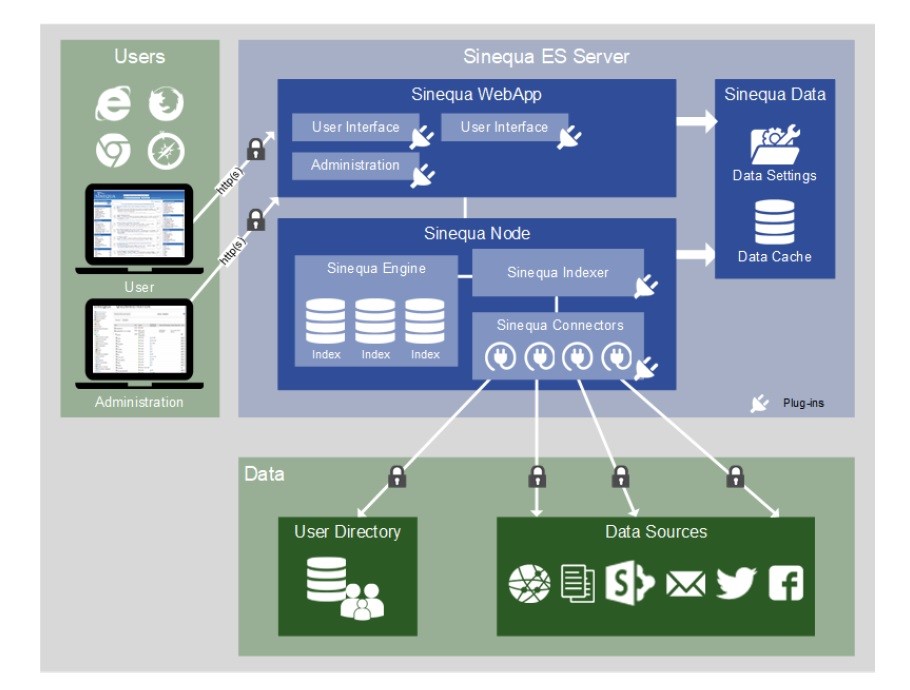 Users
Sinequa ES Server
Sinequa WebApp
User Interface
User Interface
Administration
Sinequa Data
Data Settings
Data Cache
http(s)
http(s)
User
Administration
Sinequa Node
Sinequa Engine
Index
Index
Index
Sinequa Indexer
Sinequa Connectors
Plug-ins
Data
User Directory
Data Sources